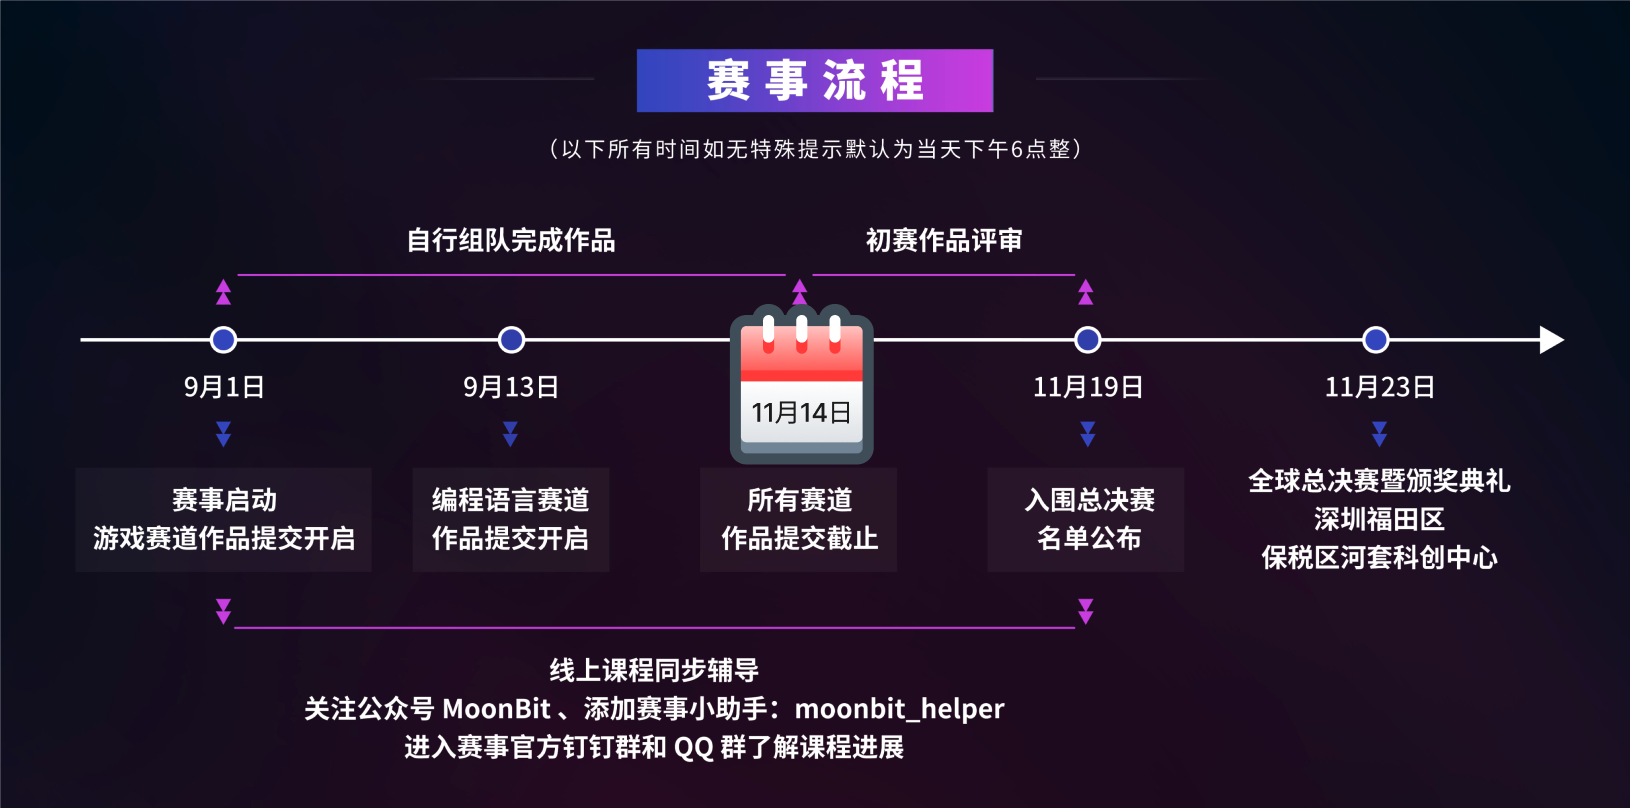 赛事流程
（以下所有时间如无特殊提示默认为当天下午6点整）
自行组队完成作品
初赛作品评审
9月1日
9月13日
11月14日
11月19日
11月23日
赛事启动
游戏赛道作品提交开启
编程语言赛道
作品提交开启
所有赛道
作品提交截止
入围总决赛
名单公布
全球总决赛暨颁奖典礼
深圳福田区
保税区河套科创中心
线上课程同步辅导
关注公众号 MoonBit 、添加赛事小助手：moonbit_helper
进入赛事官方钉钉群和 QQ 群了解课程进展